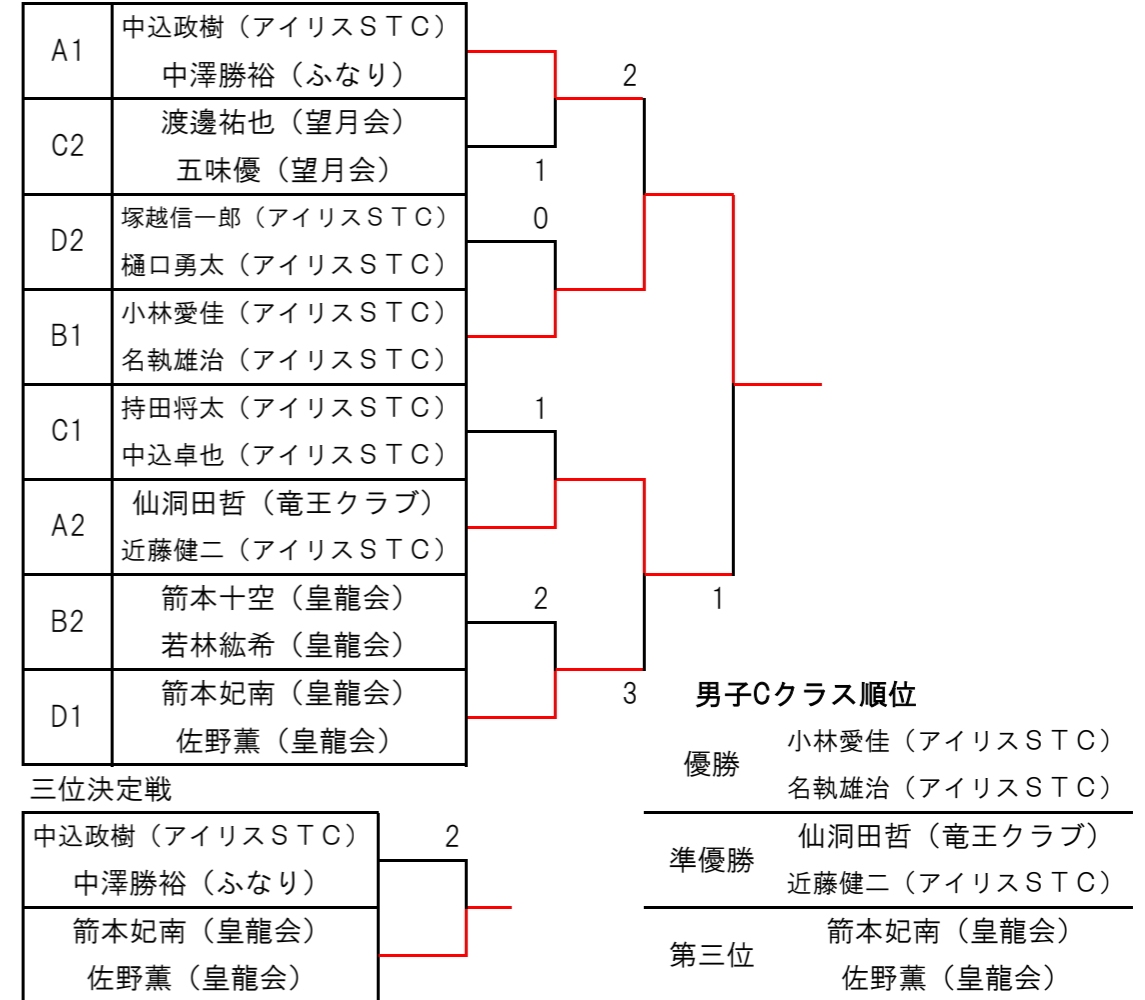 A1
中込政樹（アイリスＳＴＣ）
中澤勝裕（ふなり）
2
C2
渡邊祐也（望月会）
五味優（望月会）
1
D2
塚越信一郎（アイリスＳＴＣ）
樋口勇太（アイリスＳＴＣ）
0
B1
小林愛佳（アイリスＳＴＣ）
名執雄治（アイリスＳＴＣ）
C1
持田将太（アイリスＳＴＣ）
中込卓也（アイリスＳＴＣ）
1
A2
仙洞田哲（竜王クラブ）
近藤健二（アイリスＳＴＣ）
B2
箭本十空（皇龍会）
若林紘希（皇龍会）
2
1
D1
箭本妃南（皇龍会）
佐野薫（皇龍会）
3
三位決定戦
中込政樹（アイリスＳＴＣ）
中澤勝裕（ふなり）
2
箭本妃南（皇龍会）
佐野薫（皇龍会）
男子Cクラス順位
優勝
小林愛佳（アイリスＳＴＣ）
名執雄治（アイリスＳＴＣ）
準優勝
仙洞田哲（竜王クラブ）
近藤健二（アイリスＳＴＣ）
第三位
箭本妃南（皇龍会）
佐野薫（皇龍会）